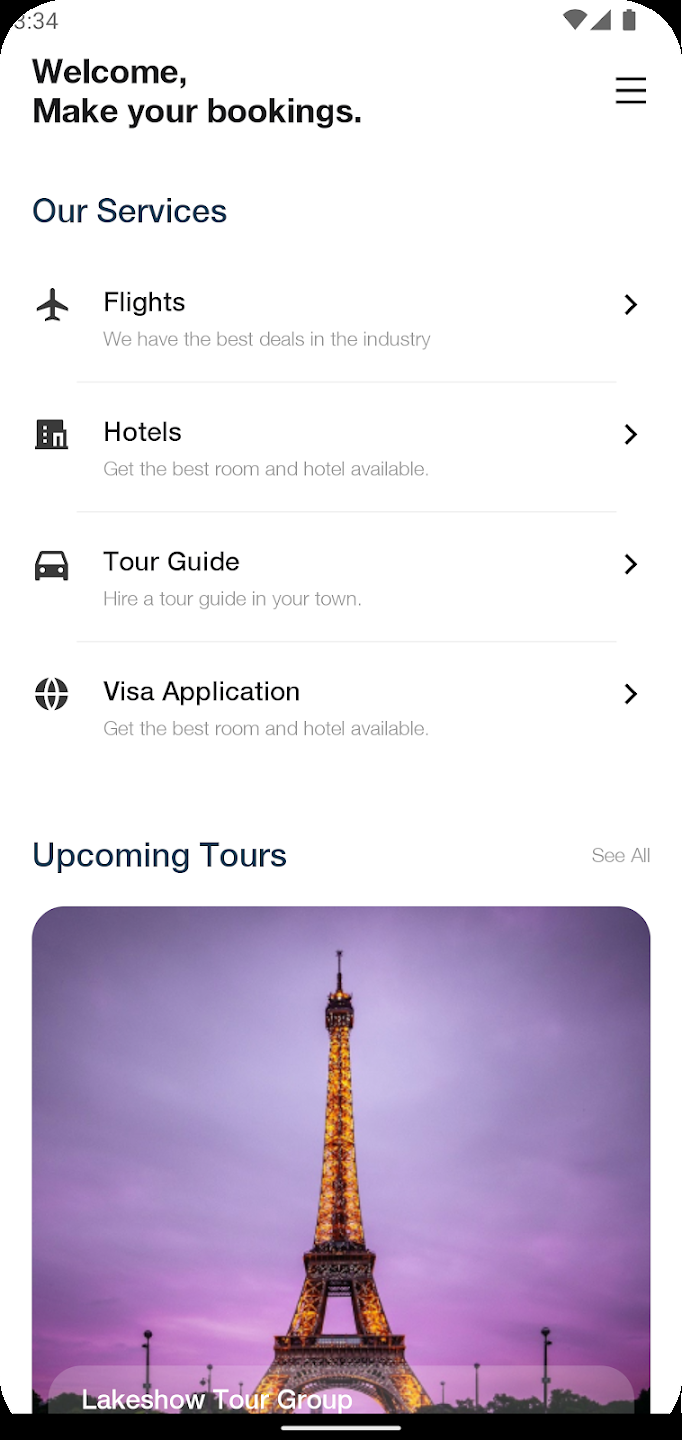 3:34
Welcome,
Make your bookings.
Our Services
Flights
We have the best deals in the industry
Hotels
Get the best room and hotel available.
Tour Guide
Hire a tour guide in your town.
Visa Application
Get the best room and hotel available.
Upcoming Tours
See All
Lakeshow Tour Group